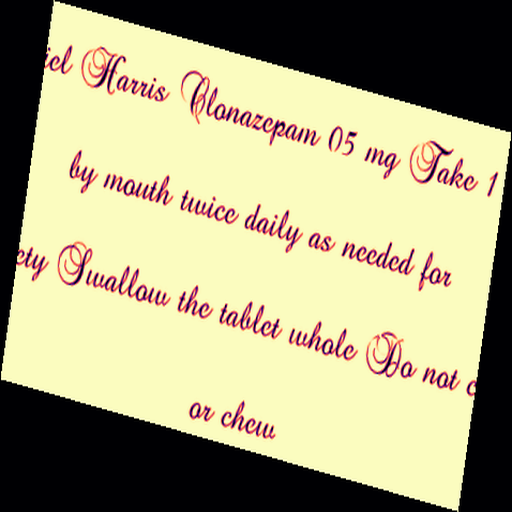 Harris Clonazepam 05 mg Take 1
by mouth twice daily as needed for
Swallow the tablet whole Do not
or chew